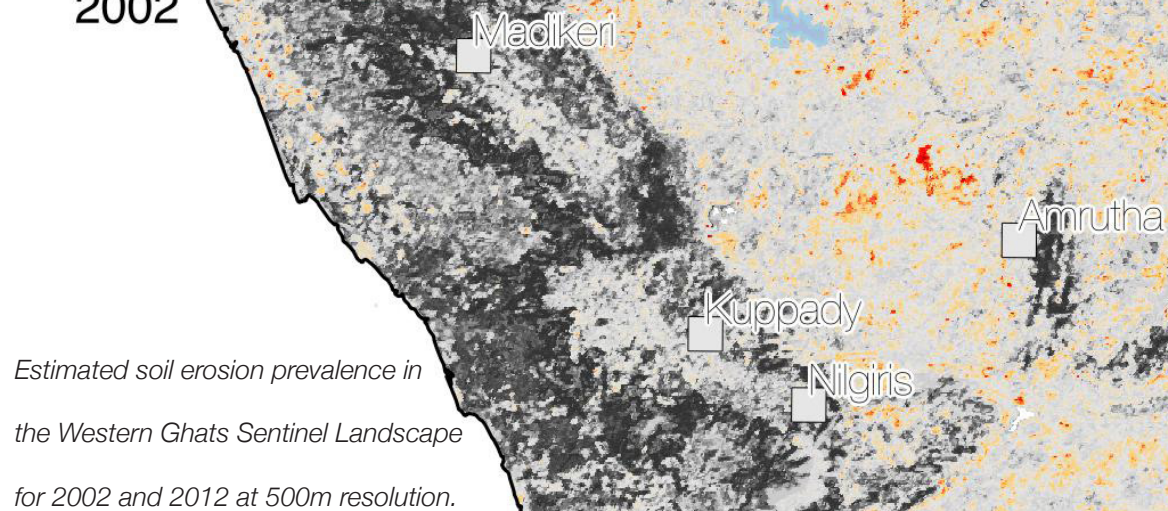 2002
Madikeri
Amrutha
Kuppady
Nilgiris
Estimated soil erosion prevalence in
the Western Ghats Sentinel Landscape
for 2002 and 2012 at 500m resolution.